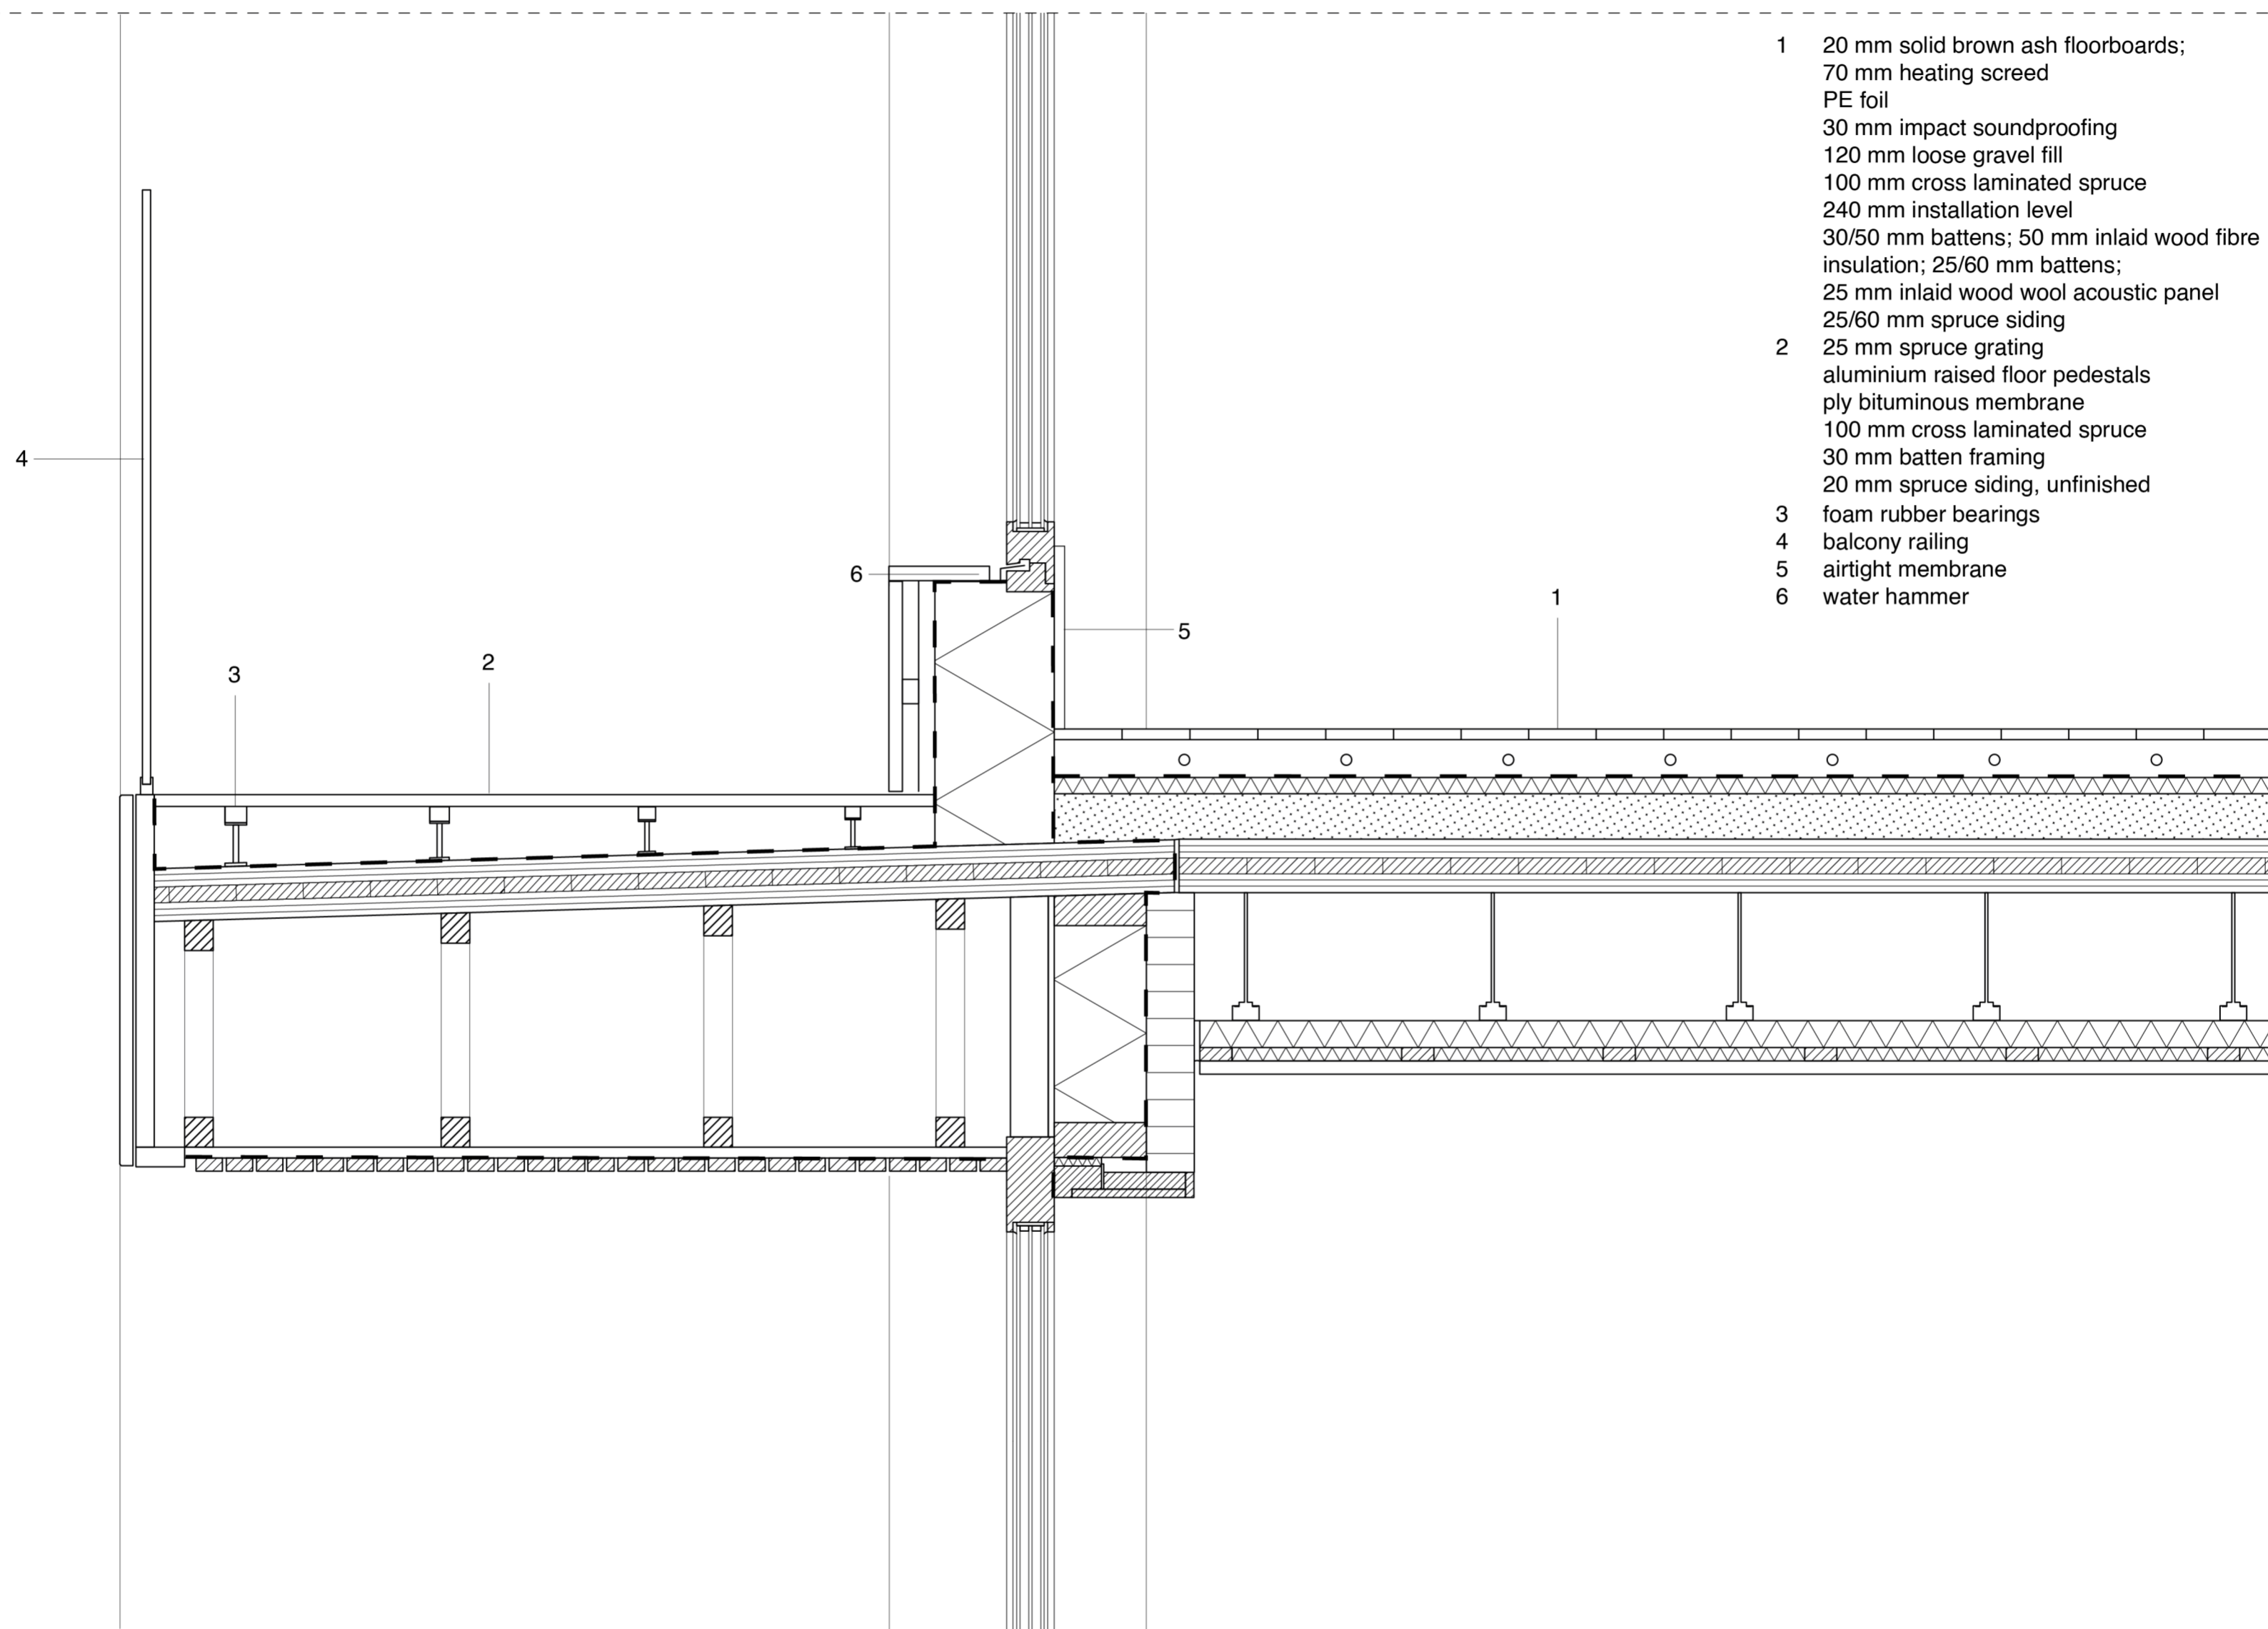 1 20 mm solid brown ash floorboards;
70 mm heating screed
PE foil
30 mm impact soundproofing
120 mm loose gravel fill
100 mm cross laminated spruce
240 mm installation level
30/50 mm battens; 50 mm inlaid wood fibre
insulation; 25/60 mm battens;
25 mm inlaid wood wool acoustic panel
25/60 mm spruce siding
2 25 mm spruce grating
aluminium raised floor pedestals
ply bituminous membrane
100 mm cross laminated spruce
30 mm batten framing
20 mm spruce siding, unfinished
3 foam rubber bearings
4 balcony railing
5 airtight membrane
6 water hammer
4
6
1
5
2
3